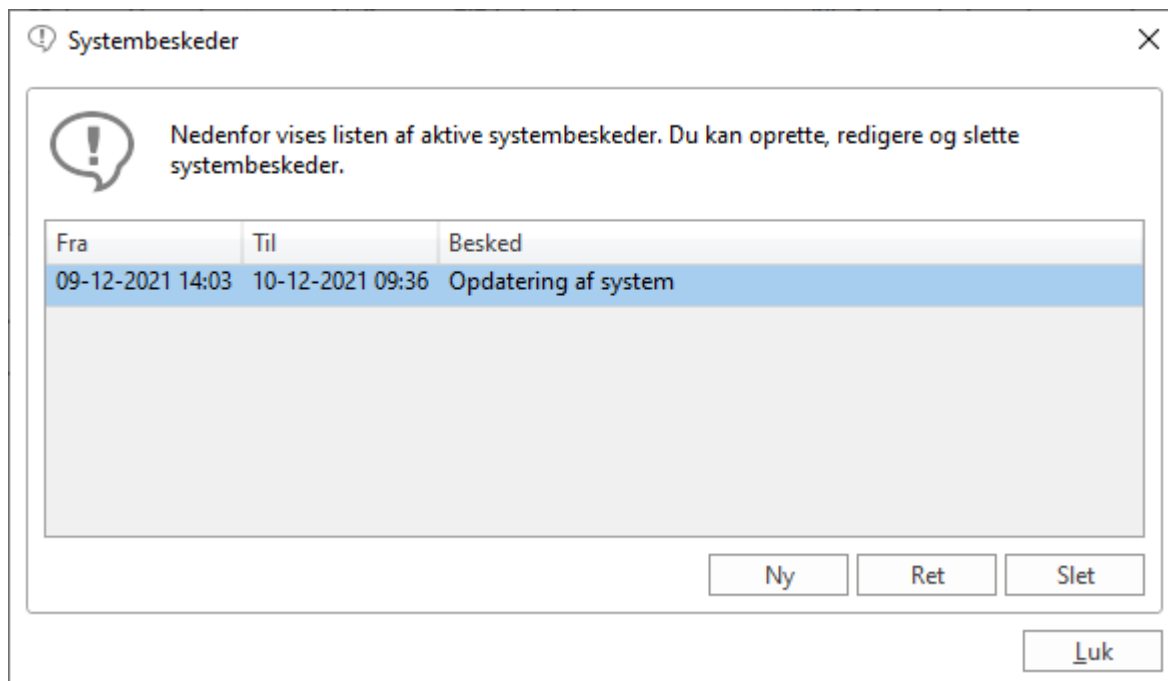 Systembeskeder
Nedenfor vises listen af aktive systembeskeder. Du kan oprette, redigere og slette
systembeskeder.
Fra Til Besked
09-12-2021 14:03 10-12-2021 09:36 Opdatering af system
Ny Ret Slet
Luk